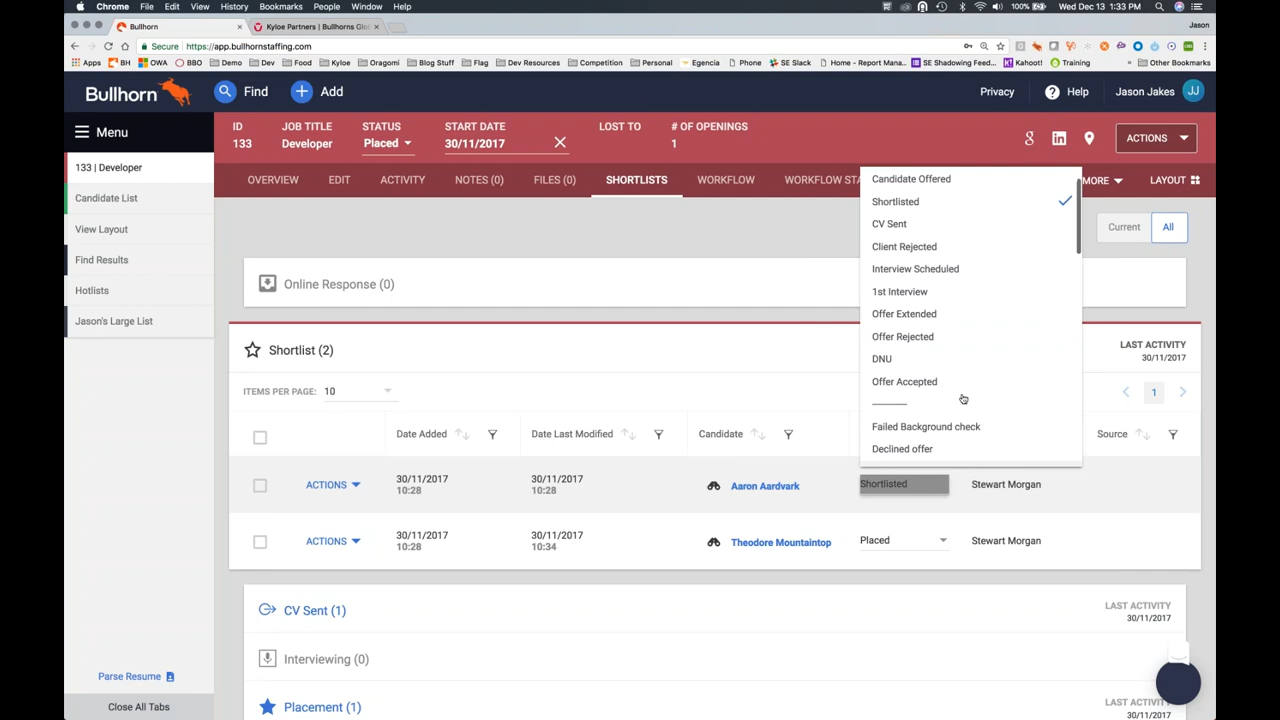 Chrome File Edit View History Bookmarks People Window Help 100% Wed Dec 13 1:33 PM
Bullhorn × Kyloe Partners | Bullhorns Glo × Jason
Secure https://app.bullhornstaffing.com
Apps BH OWA BBO Demo Dev Food Kyloe Oragomi Blog Stuff Flag Dev Resources Competition Personal Egencia Phone SE Slack Home - Report Mana... SE Shadowing Feed... Kahoot! Training » Other Bookmarks
Bullhorn Find Add Privacy Help Jason Jakes JJ
Menu
ID JOB TITLE STATUS START DATE LOST TO # OF OPENINGS
133 Developer Placed 30/11/2017 1
ACTIONS
133 | Developer
OVERVIEW EDIT ACTIVITY NOTES (0) FILES (0) SHORTLISTS WORKFLOW WORKFLOW STA MORE LAYOUT
Candidate List
View Layout
Find Results
Hotlists
Jason's Large List
Candidate Offered
Shortlisted
CV Sent
Client Rejected
Interview Scheduled
1st Interview
Offer Extended
Offer Rejected
DNU
Offer Accepted
________
Failed Background check
Declined offer
Current All
Online Response (0)
Shortlist (2) LAST ACTIVITY
30/11/2017
ITEMS PER PAGE: 10 1
Date Added Date Last Modified Candidate Source
ACTIONS 30/11/2017 10:28 30/11/2017 10:28 Aaron Aardvark Shortlisted Stewart Morgan
ACTIONS 30/11/2017 10:28 30/11/2017 10:34 Theodore Mountaintop Placed Stewart Morgan
CV Sent (1) LAST ACTIVITY
30/11/2017
Interviewing (0)
Placement (1) LAST ACTIVITY
30/11/2017
Parse Resume
Close All Tabs